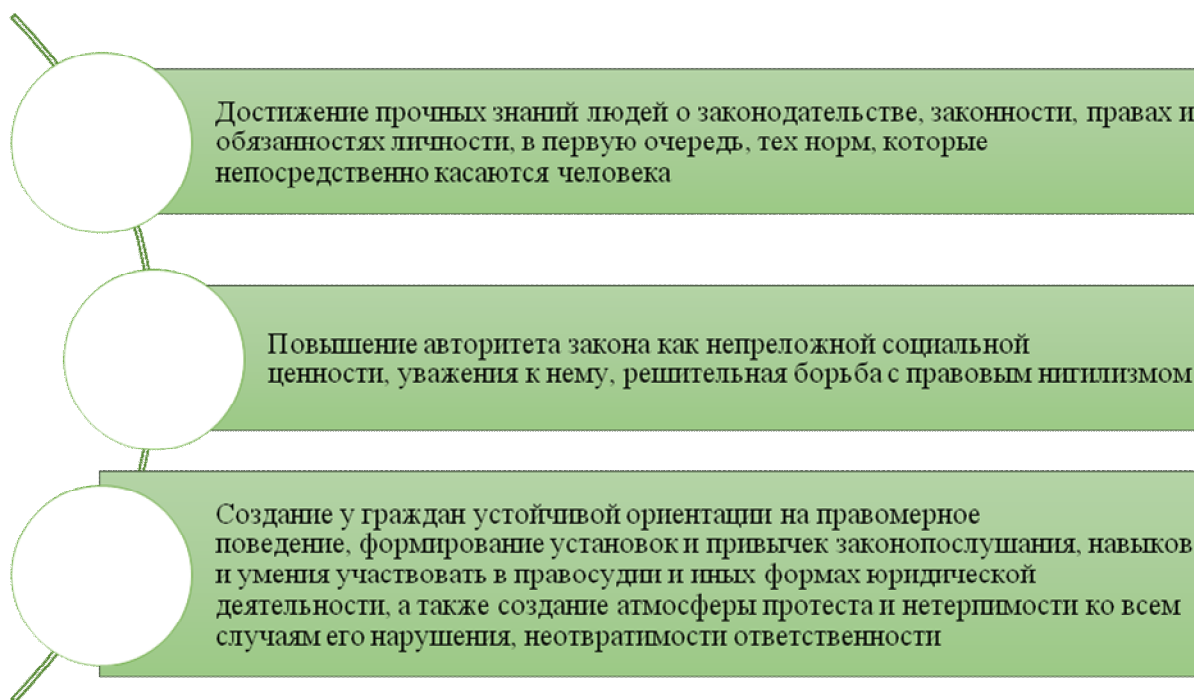 Достижение прочных знаний людей о законодательстве, законности, правах и
обязанностях личности, в первую очередь, тех норм, которые
непосредственно касаются человека
Повышение авторитета закона как непреложной социальной
ценности, уважения к нему, решительная борьба с правовым нигилизмом
Создание у граждан устойчивой ориентации на правомерное
поведение, формирование установок и привычек законопослушания, навыков
и умения участвовать в правосудии и иных формах юридической
деятельности, а также создание атмосферы протеста и нетерпимости ко всем
случаям его нарушения, неотвратимости ответственности